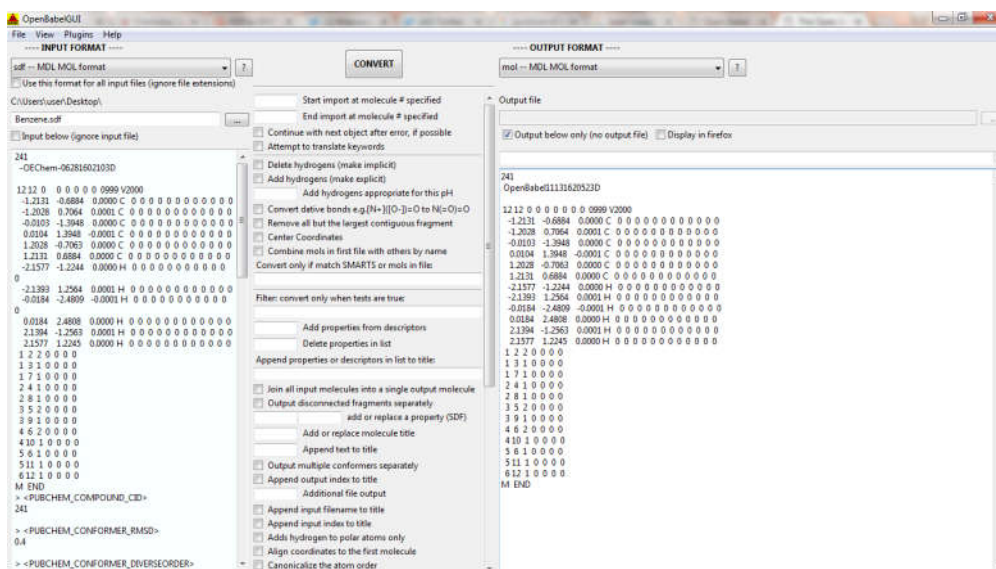 OpenBabelGUI
File View Plugins Help
---- INPUT FORMAT ----
sdf -- MDL MOL format
?
Use this format for all input files (ignore file extensions)
C:\Users\user\Desktop\
Benzene.sdf
...
Input below (ignore input file)
241
-OEChem-06281602103D
12 12 0 0 0 0 0 0 0999 V2000
-1.2131 -0.6884 0.0000 C 0 0 0 0 0 0 0 0 0 0 0 0
-1.2028 0.7064 0.0001 C 0 0 0 0 0 0 0 0 0 0 0 0
-0.0103 -1.3948 0.0000 C 0 0 0 0 0 0 0 0 0 0 0 0
0.0104 1.3948 -0.0001 C 0 0 0 0 0 0 0 0 0 0 0 0
1.2028 -0.7063 0.0000 C 0 0 0 0 0 0 0 0 0 0 0 0
1.2131 0.6884 0.0000 C 0 0 0 0 0 0 0 0 0 0 0 0
-2.1577 -1.2244 0.0000 H 0 0 0 0 0 0 0 0 0 0 0
0
-2.1393 1.2564 0.0001 H 0 0 0 0 0 0 0 0 0 0 0 0
-0.0184 -2.4809 -0.0001 H 0 0 0 0 0 0 0 0 0 0 0
0
0.0184 2.4808 0.0000 H 0 0 0 0 0 0 0 0 0 0 0 0
2.1394 -1.2563 0.0001 H 0 0 0 0 0 0 0 0 0 0 0 0
2.1577 1.2245 0.0000 H 0 0 0 0 0 0 0 0 0 0 0 0
1 2 2 0 0 0 0
1 3 1 0 0 0 0
1 7 1 0 0 0 0
2 4 1 0 0 0 0
2 8 1 0 0 0 0
3 5 2 0 0 0 0
3 9 1 0 0 0 0
4 6 2 0 0 0 0
4 10 1 0 0 0 0
5 6 1 0 0 0 0
5 11 1 0 0 0 0
6 12 1 0 0 0 0
M END
> <PUBCHEM_COMPOUND_CID>
241
> <PUBCHEM_CONFORMER_RMSD>
0.4
> <PUBCHEM_CONFORMER_DIVERSEORDER>
CONVERT
Start import at molecule # specified
End import at molecule # specified
Continue with next object after error, if possible
Attempt to translate keywords
Delete hydrogens (make implicit)
Add hydrogens (make explicit)
Add hydrogens appropriate for this pH
Convert dative bonds e.g.[N+]([O-])=O to N(=O)=O
Remove all but the largest contiguous fragment
Center Coordinates
Combine mols in first file with others by name
Convert only if match SMARTS or mols in file:
Filter: convert only when tests are true:
Add properties from descriptors
Delete properties in list
Append properties or descriptors in list to title:
Join all input molecules into a single output molecule
Output disconnected fragments separately
add or replace a property (SDF)
Add or replace molecule title
Append text to title
Output multiple conformers separately
Append output index to title
Additional file output
Append input filename to title
Append input index to title
Adds hydrogen to polar atoms only
Align coordinates to the first molecule
Canonicalize the atom order
---- OUTPUT FORMAT ----
mol -- MDL MOL format
?
Output file
...
Output below only (no output file) Display in firefox
241
OpenBabel11131620523D
12 12 0 0 0 0 0 0 0 0999 V2000
-1.2131 -0.6884 0.0000 C 0 0 0 0 0 0 0 0 0 0 0 0
-1.2028 0.7064 0.0001 C 0 0 0 0 0 0 0 0 0 0 0 0
-0.0103 -1.3948 0.0000 C 0 0 0 0 0 0 0 0 0 0 0 0
0.0104 1.3948 -0.0001 C 0 0 0 0 0 0 0 0 0 0 0 0
1.2028 -0.7063 0.0000 C 0 0 0 0 0 0 0 0 0 0 0 0
1.2131 0.6884 0.0000 C 0 0 0 0 0 0 0 0 0 0 0 0
-2.1577 -1.2244 0.0000 H 0 0 0 0 0 0 0 0 0 0 0 0
-2.1393 1.2564 0.0001 H 0 0 0 0 0 0 0 0 0 0 0 0
-0.0184 -2.4809 -0.0001 H 0 0 0 0 0 0 0 0 0 0 0 0
0.0184 2.4808 0.0000 H 0 0 0 0 0 0 0 0 0 0 0 0
2.1394 -1.2563 0.0001 H 0 0 0 0 0 0 0 0 0 0 0 0
2.1577 1.2245 0.0000 H 0 0 0 0 0 0 0 0 0 0 0 0
1 2 2 0 0 0 0
1 3 1 0 0 0 0
1 7 1 0 0 0 0
2 4 1 0 0 0 0
2 8 1 0 0 0 0
3 5 2 0 0 0 0
3 9 1 0 0 0 0
4 6 2 0 0 0 0
4 10 1 0 0 0 0
5 6 1 0 0 0 0
5 11 1 0 0 0 0
6 12 1 0 0 0 0
M END